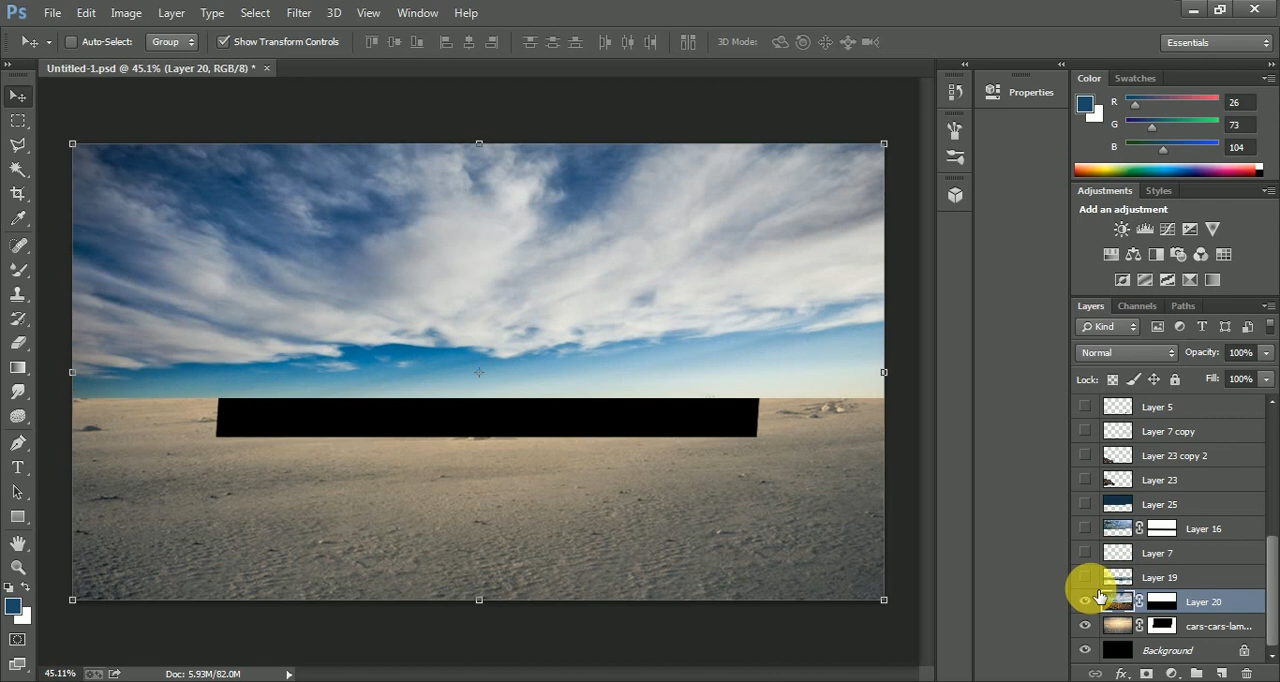 Ps File Edit Image Layer Type Select Filter 3D View Window Help
Auto-Select: Group Show Transform Controls 3D Mode: Essentials
Untitled-1.psd @ 45.1% (Layer 20, RGB/8) * ×
Properties
Color Swatches
R 26
G 73
B 104
Adjustments Styles
Add an adjustment
Layers Channels Paths
Kind
Normal Opacity: 100%
Lock: Fill: 100%
Layer 5
Layer 7 copy
Layer 23 copy 2
Layer 23
Layer 25
Layer 16
Layer 7
Layer 19
Layer 20
cars-cars-lam...
Background
45.11% Doc: 5.93M/82.0M